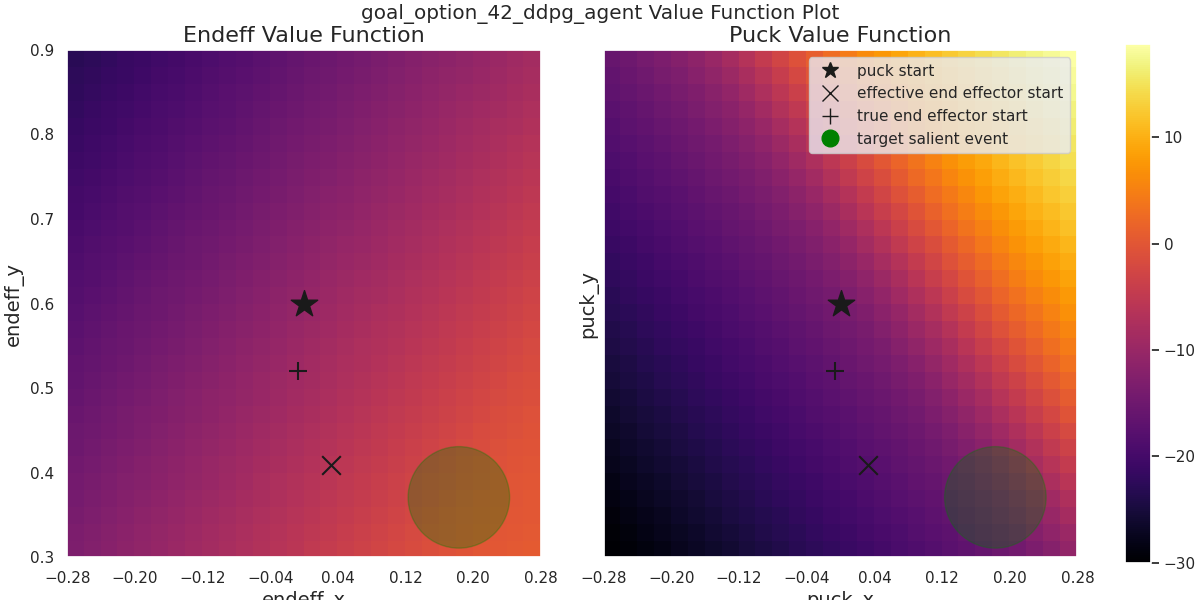 goal_option_42_ddpg_agent Value Function Plot
Endeff Value Function
Puck Value Function
puck start
effective end effector start
true end effector start
target salient event
0.9
0.8
0.7
0.6
0.5
0.4
0.3
endeff_y
−0.28 −0.20 −0.12 −0.04 0.04 0.12 0.20 0.28
endeff_x
puck_y
−0.28 −0.20 −0.12 −0.04 0.04 0.12 0.20 0.28
puck_x
10
0
−10
−20
−30